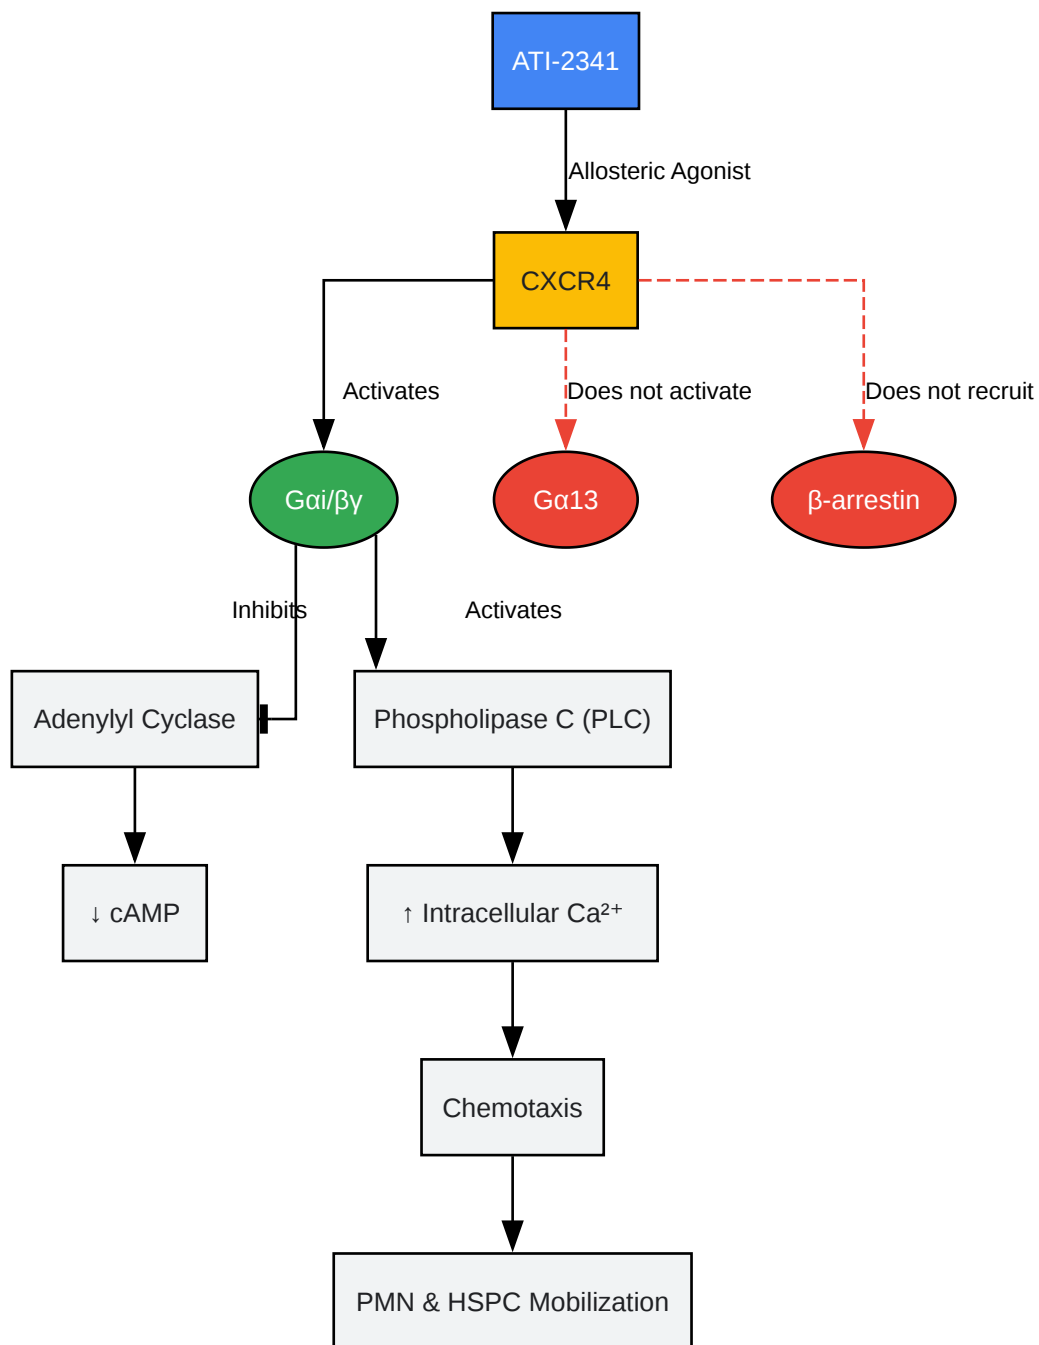 ATI-2341
Allosteric Agonist
CXCR4
Activates
Does not activate
Does not recruit
Gαi/βγ
Gα13
β-arrestin
Inhibits
Activates
Adenylyl Cyclase
Phospholipase C (PLC)
↓ cAMP
↑ Intracellular Ca²⁺
Chemotaxis
PMN & HSPC Mobilization